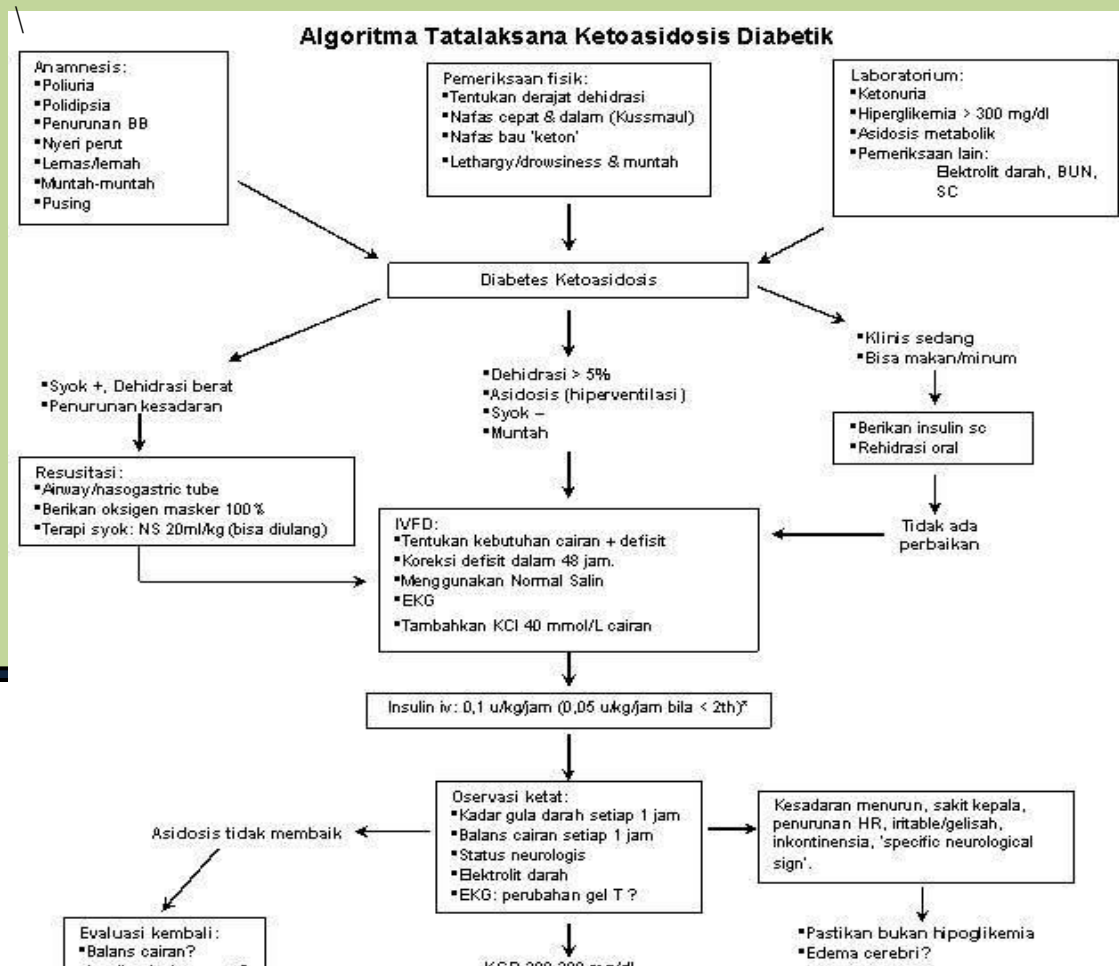 Algoritma Tatalaksana Ketoasidosis Diabetik
Anamnesis:
▪Poliuria
▪Polidipsia
▪Penurunan BB
▪Nyeri perut
▪Lemas/lemah
▪Muntah-muntah
▪Pusing
Pemeriksaan fisik:
▪Tentukan derajat dehidrasi
▪Nafas cepat & dalam (Kussmaul)
▪Nafas bau 'keton'
▪Lethargy/drowsiness & muntah
Laboratorium:
▪Ketonuria
▪Hiperglikemia > 300 mg/dl
▪Asidosis metabolik
▪Pemeriksaan lain:
Elektrolit darah, BUN,
SC
Diabetes Ketoasidosis
▪Syok +, Dehidrasi berat
▪Penurunan kesadaran
▪Dehidrasi > 5%
▪Asidosis (hiperventilasi)
▪Syok –
▪Muntah
▪Klinis sedang
▪Bisa makan/minum
▪Berikan insulin sc
▪Rehidrasi oral
Resusitasi:
▪Airway/nasogastric tube
▪Berikan oksigen masker 100%
▪Terapi syok: NS 20ml/kg (bisa diulang)
IVFD:
▪Tentukan kebutuhan cairan + defisit
▪Koreksi defisit dalam 48 jam.
▪Menggunakan Normal Salin
▪EKG
▪Tambahkan KCl 40 mmol/L cairan
Tidak ada
perbaikan
Insulin iv: 0,1 u/kg/jam (0,05 u/kg/jam bila < 2th)*
Oservasi ketat:
▪Kadar gula darah setiap 1 jam
▪Balans cairan setiap 1 jam
▪Status neurologis
▪Elektrolit darah
▪EKG: perubahan gel T ?
Asidosis tidak membaik
Kesadaran menurun, sakit kepala,
penurunan HR, iritable/gelisah,
inkontinensia, 'specific neurological
sign'.
Evaluasi kembali:
▪Balans cairan?
▪Pastikan bukan hipoglikemia
▪Edema cerebri?